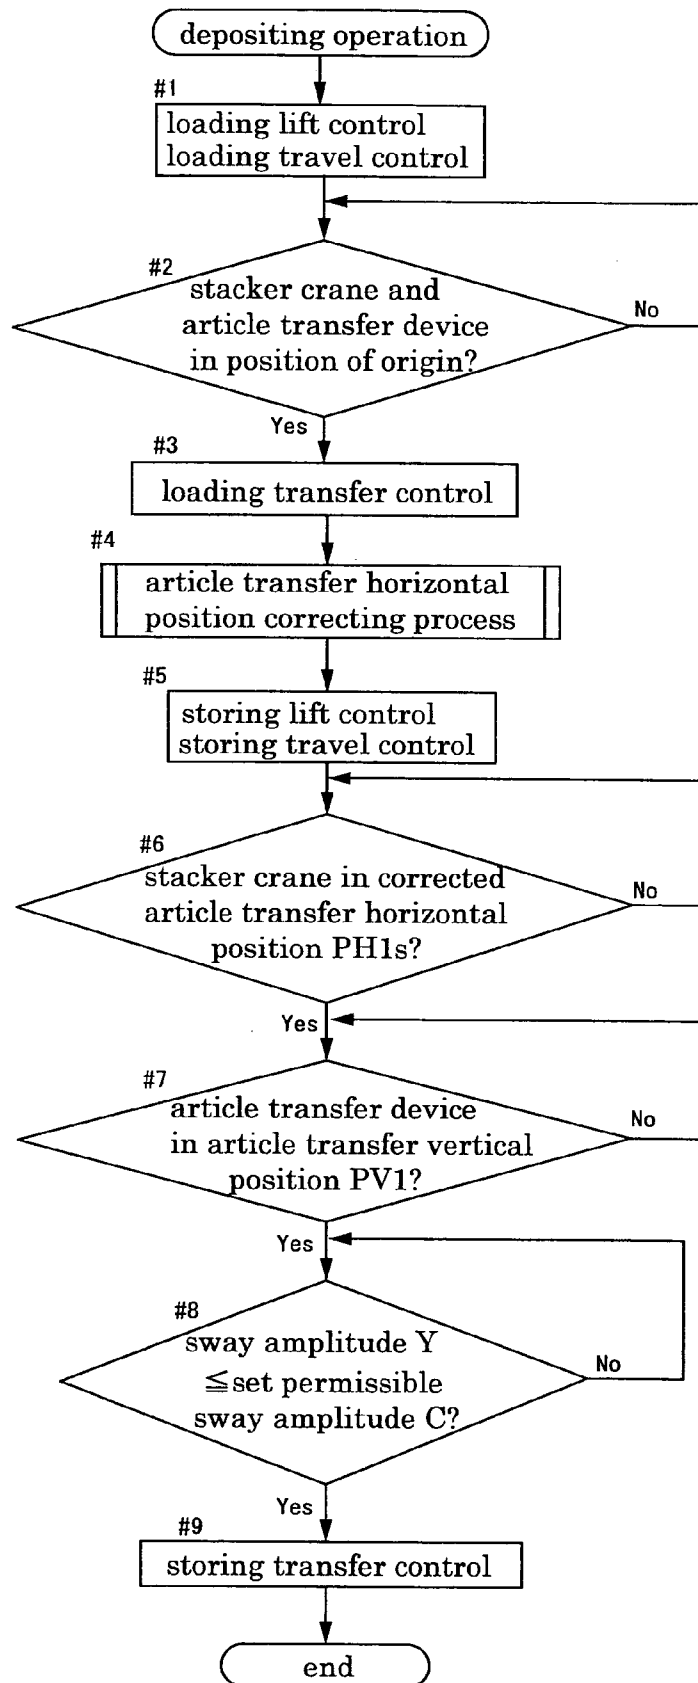 depositing operation
#1
loading lift control
loading travel control
#2
stacker crane and
article transfer device
in position of origin?
No
Yes
#3
loading transfer control
#4
article transfer horizontal
position correcting process
#5
storing lift control
storing travel control
#6
stacker crane in corrected
article transfer horizontal
position PH1s?
No
Yes
#7
article transfer device
in article transfer vertical
position PV1?
No
Yes
#8
sway amplitude Y
≦set permissible
sway amplitude C?
No
Yes
#9
storing transfer control
end